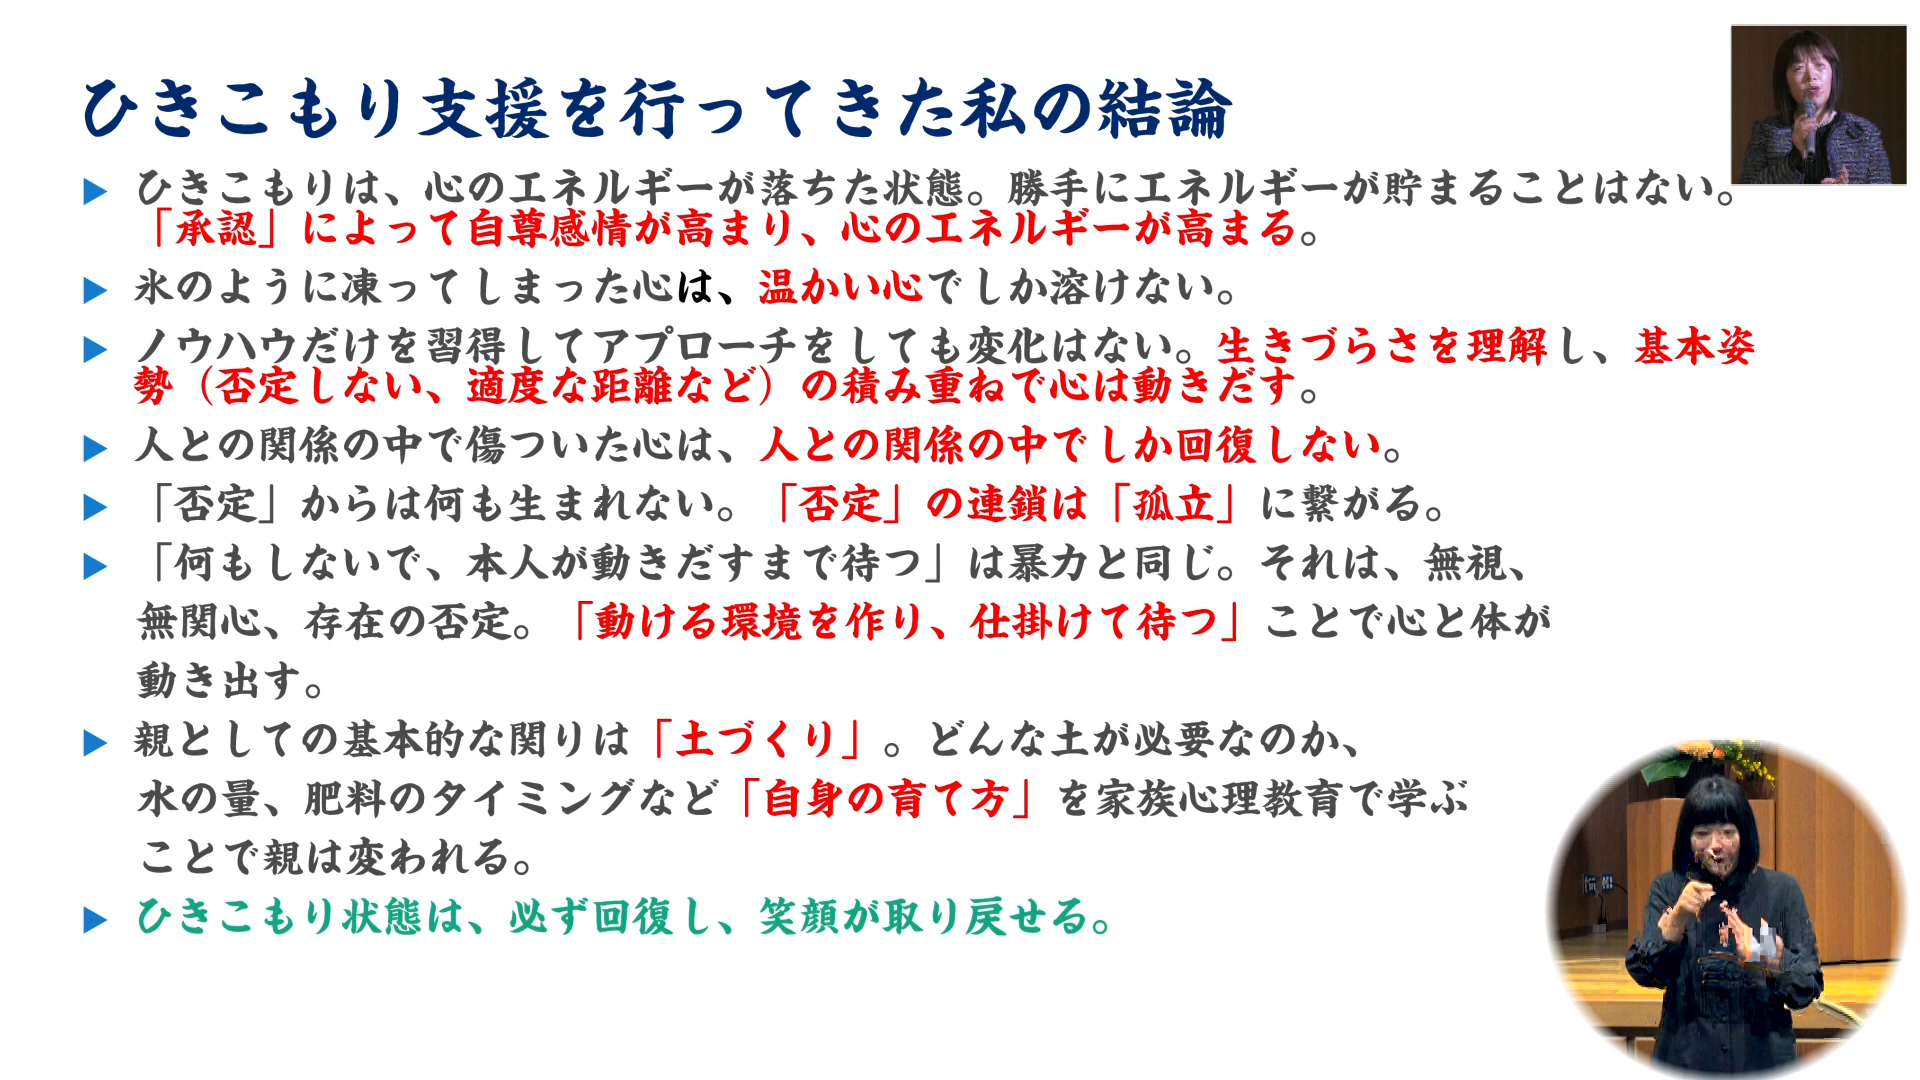 ひきこもり支援を行ってきた私の結論
ひきこもりは、心のエネルギーが落ちた状態。勝手にエネルギーが貯まることはない。
「承認」によって自尊感情が高まり、心のエネルギーが高まる。
氷のように凍ってしまった心は、温かい心でしか溶けない。
ノウハウだけを習得してアプローチをしても変化はない。生きづらさを理解し、基本姿
勢（否定しない、適度な距離など）の積み重ねで心は動きだす。
人との関係の中で傷ついた心は、人との関係の中でしか回復しない。
「否定」からは何も生まれない。「否定」の連鎖は「孤立」に繋がる。
「何もしないで、本人が動きだすまで待つ」は暴力と同じ。それは、無視、
無関心、存在の否定。「動ける環境を作り、仕掛けて待つ」ことで心と体が
動き出す。
親としての基本的な関りは「土づくり」。どんな土が必要なのか、
水の量、肥料のタイミングなど「自身の育て方」を家族心理教育で学ぶ
ことで親は変われる。
ひきこもり状態は、必ず回復し、笑顔が取り戻せる。